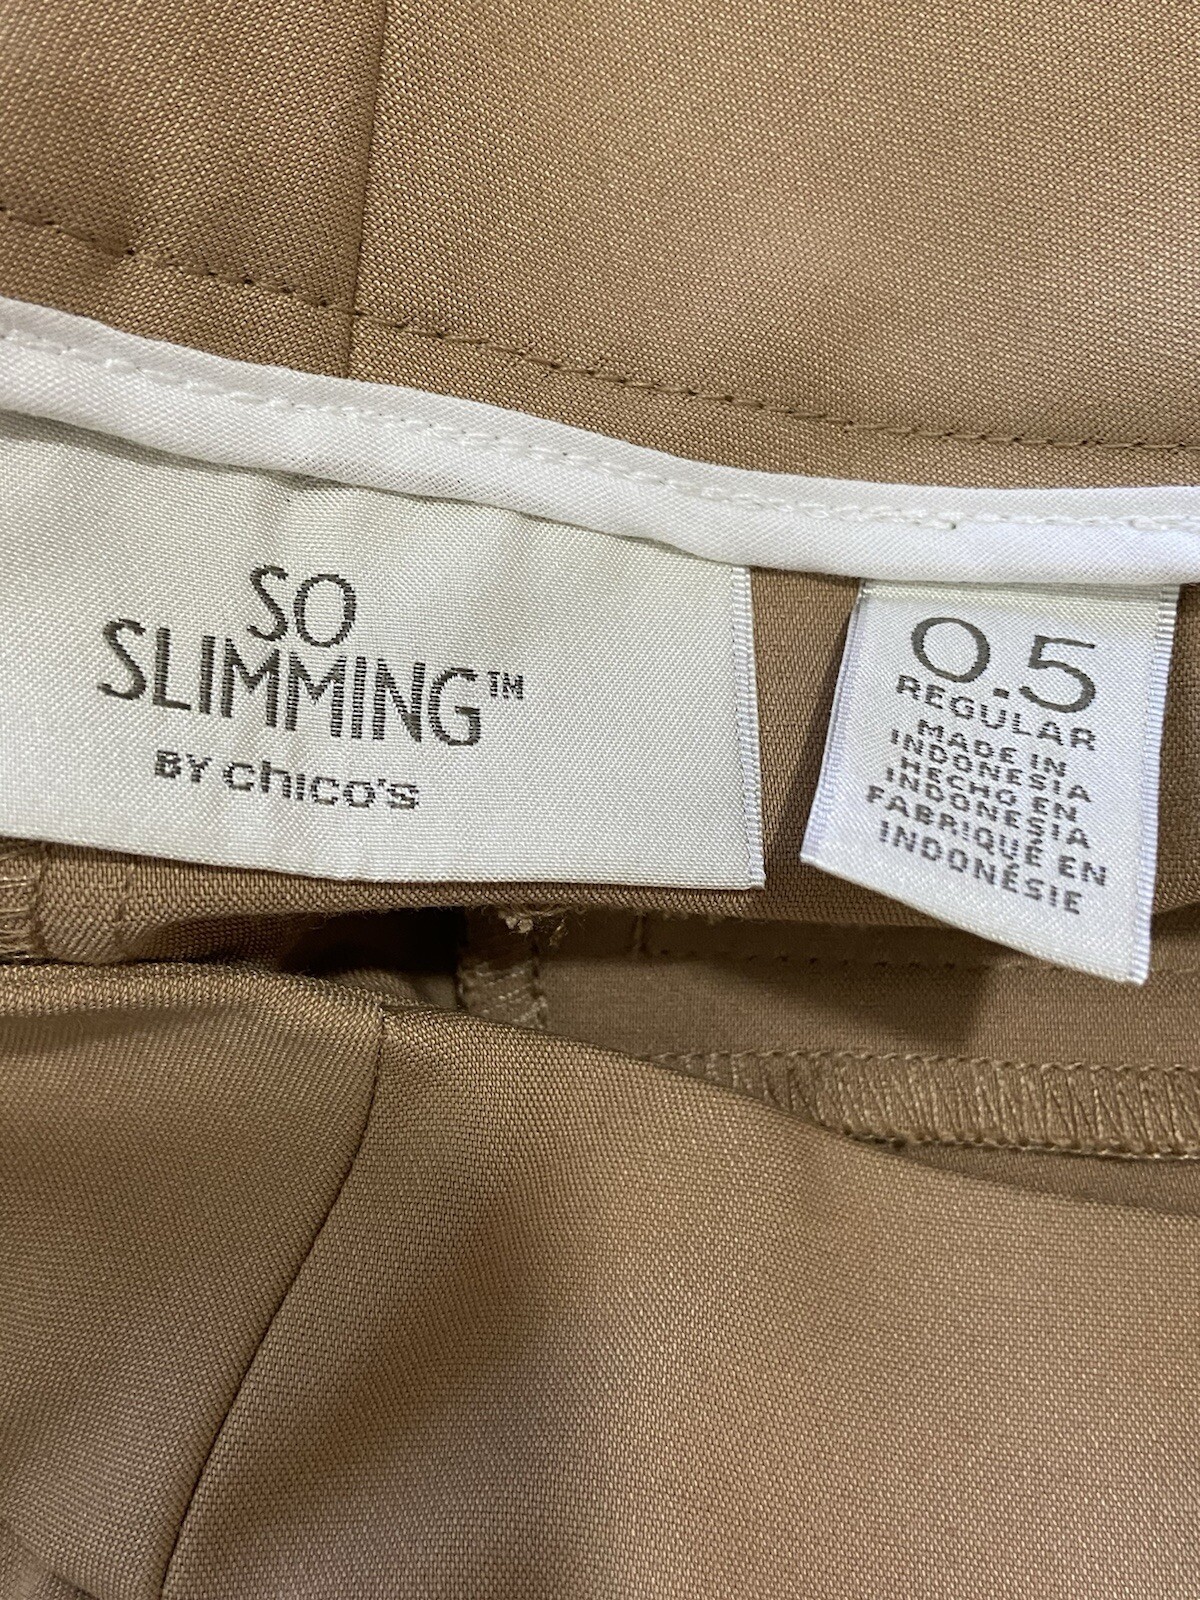 SO
SLIMMING™
BY chico's
0.5
REGULAR
MADE IN
INDONESIA
HECHO EN
INDONESIA
FABRIQUÉ EN
INDONÉSIE